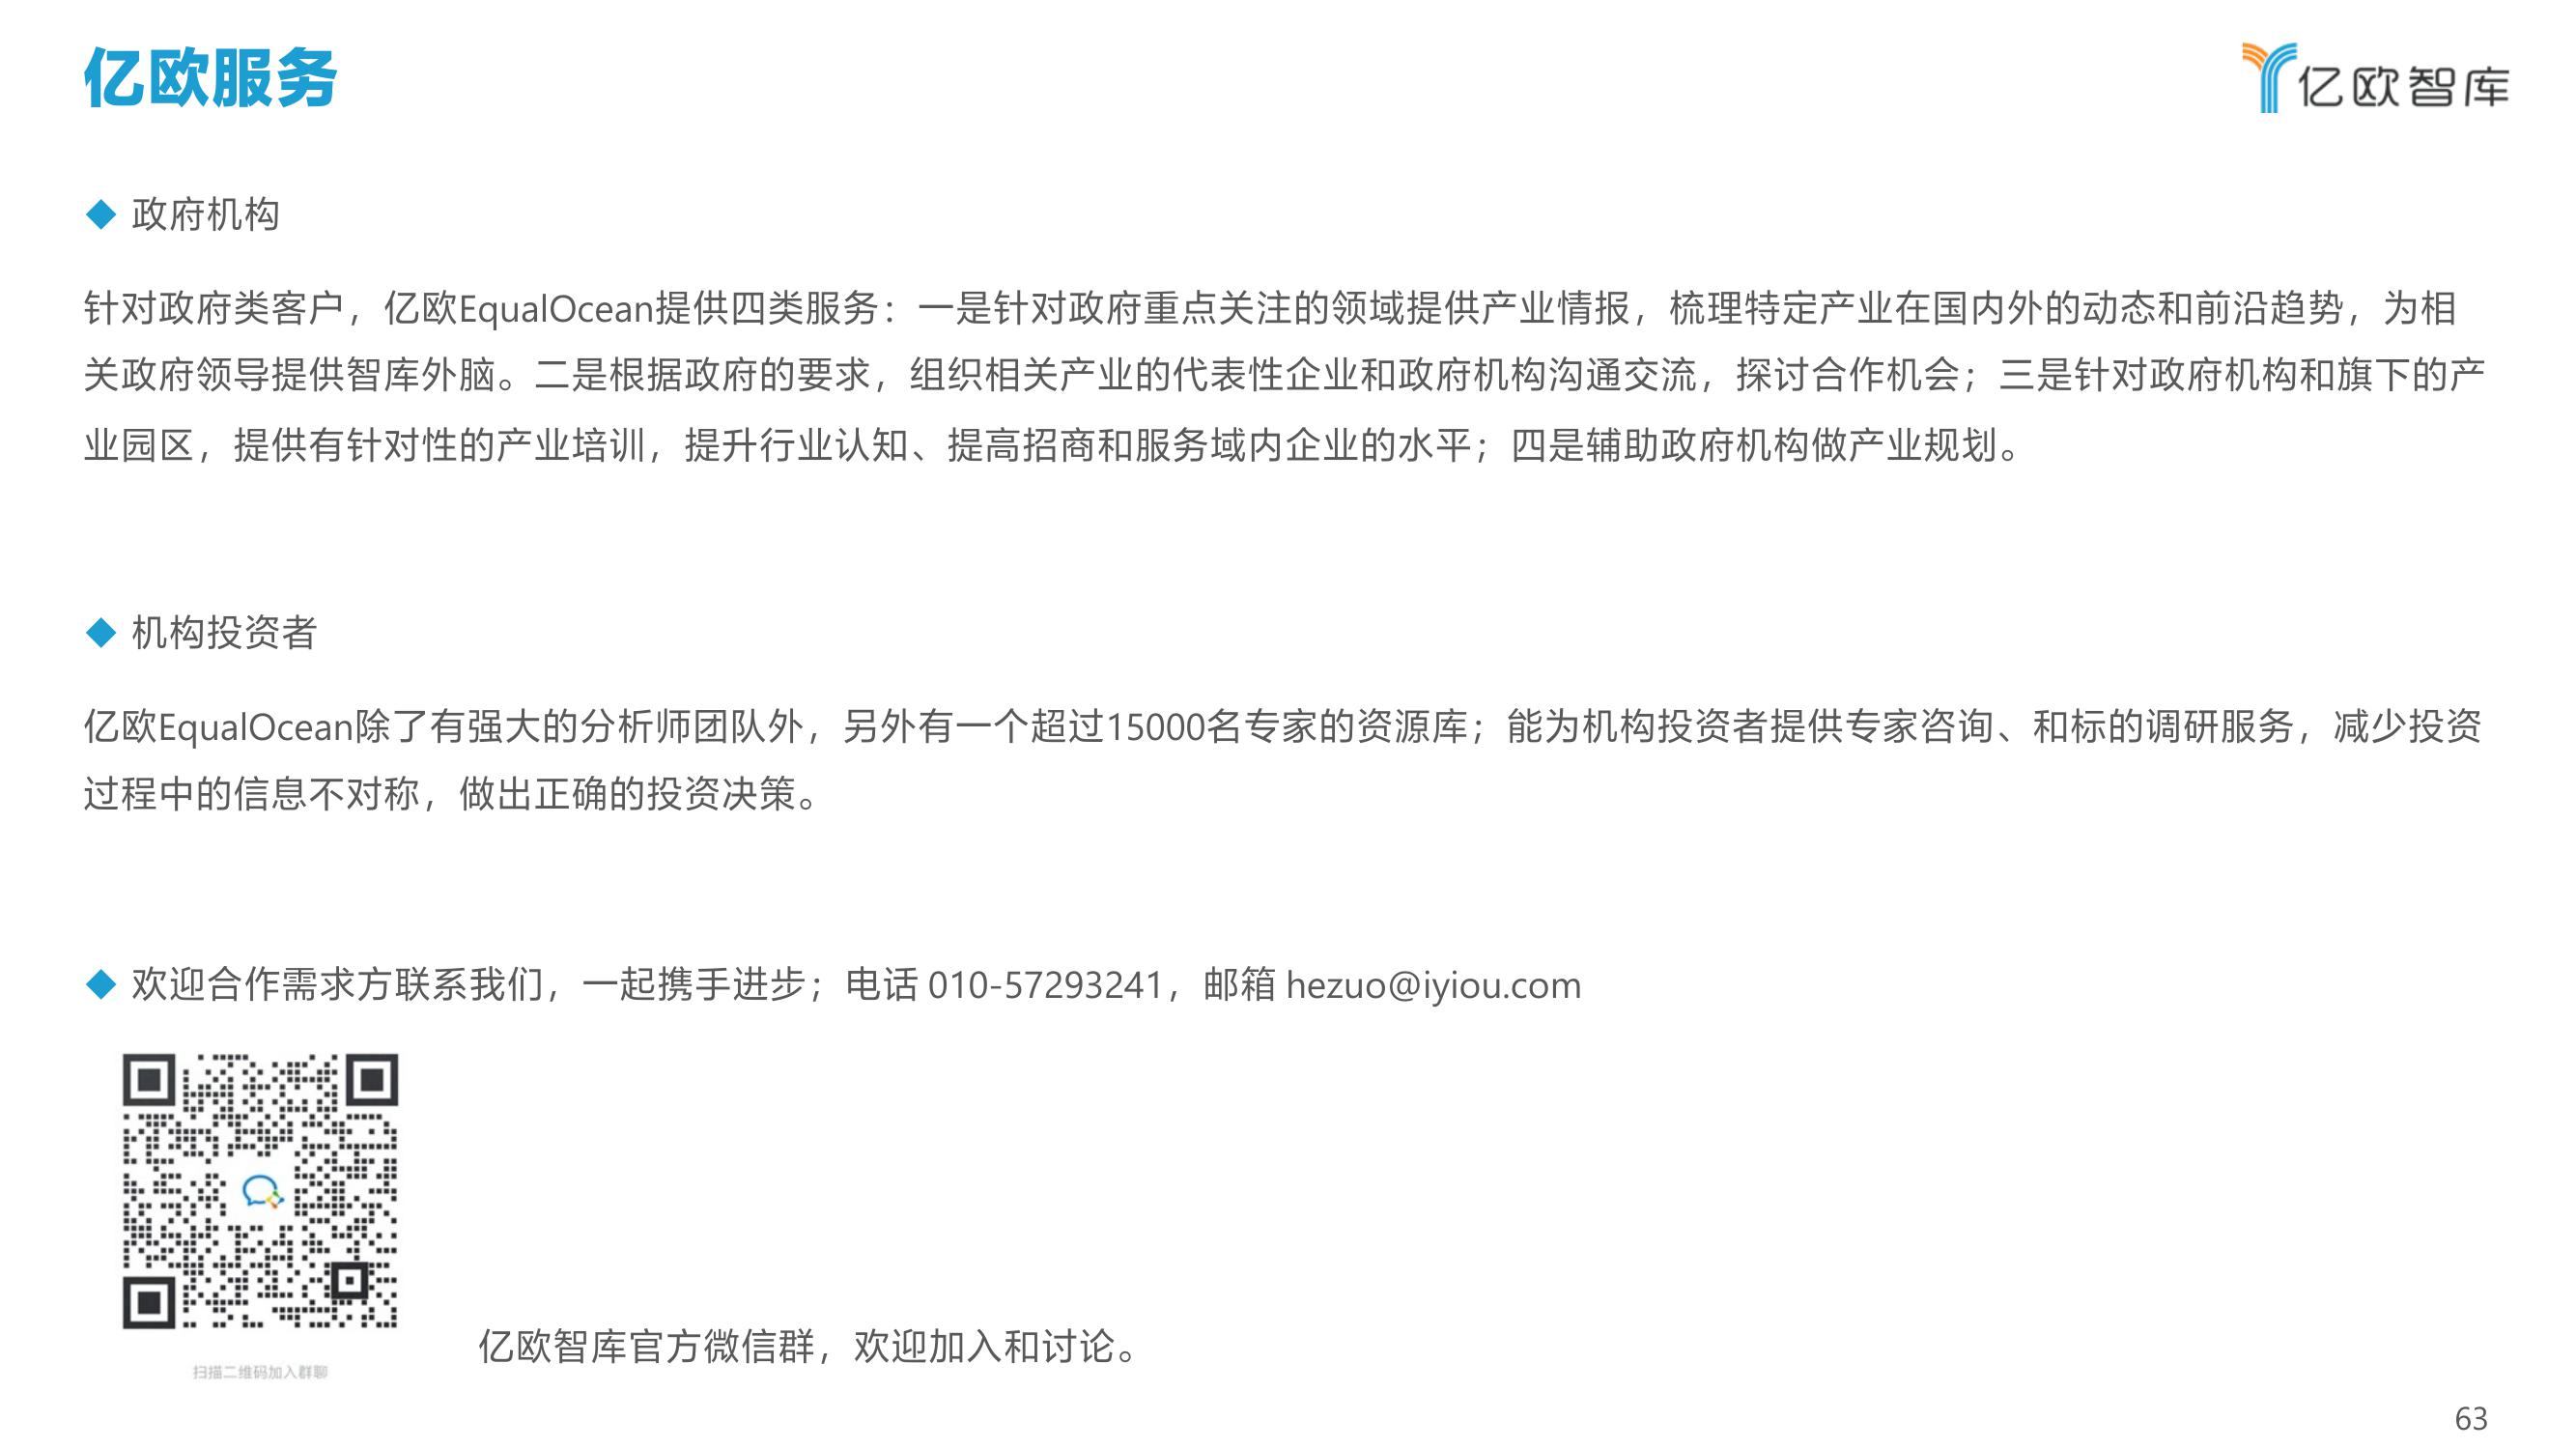 亿欧服务
亿欧智库
政府机构
针对政府类客户，亿欧EqualOcean提供四类服务：一是针对政府重点关注的领域提供产业情报，梳理特定产业在国内外的动态和前沿趋势，为相
关政府领导提供智库外脑。二是根据政府的要求，组织相关产业的代表性企业和政府机构沟通交流，探讨合作机会；三是针对政府机构和旗下的产
业园区，提供有针对性的产业培训，提升行业认知、提高招商和服务域内企业的水平；四是辅助政府机构做产业规划。
机构投资者
亿欧EqualOcean除了有强大的分析师团队外，另外有一个超过15000名专家的资源库；能为机构投资者提供专家咨询、和标的调研服务，减少投资
过程中的信息不对称，做出正确的投资决策。
欢迎合作需求方联系我们，一起携手进步；电话 010-57293241，邮箱 hezuo@iyiou.com
亿欧智库官方微信群，欢迎加入和讨论。
扫描二维码加入群聊
63